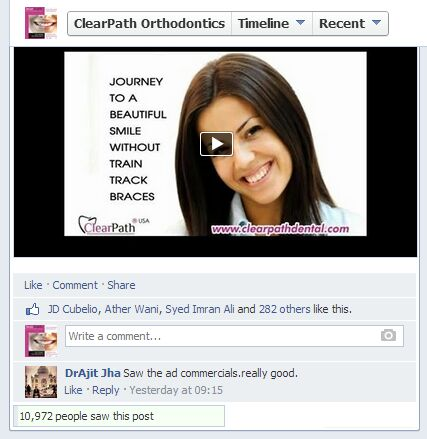 ClearPath Orthodontics Timeline Recent
JOURNEY
TO A
BEAUTIFUL
SMILE
WITHOUT
TRAIN
TRACK
BRACES
ClearPath ® USA
www.clearpathdental.com
Like · Comment · Share
JD Cubelio, Ather Wani, Syed Imran Ali and 282 others like this.
Write a comment...
DrAjit Jha Saw the ad commercials.really good.
Like · Reply · Yesterday at 09:15
10,972 people saw this post